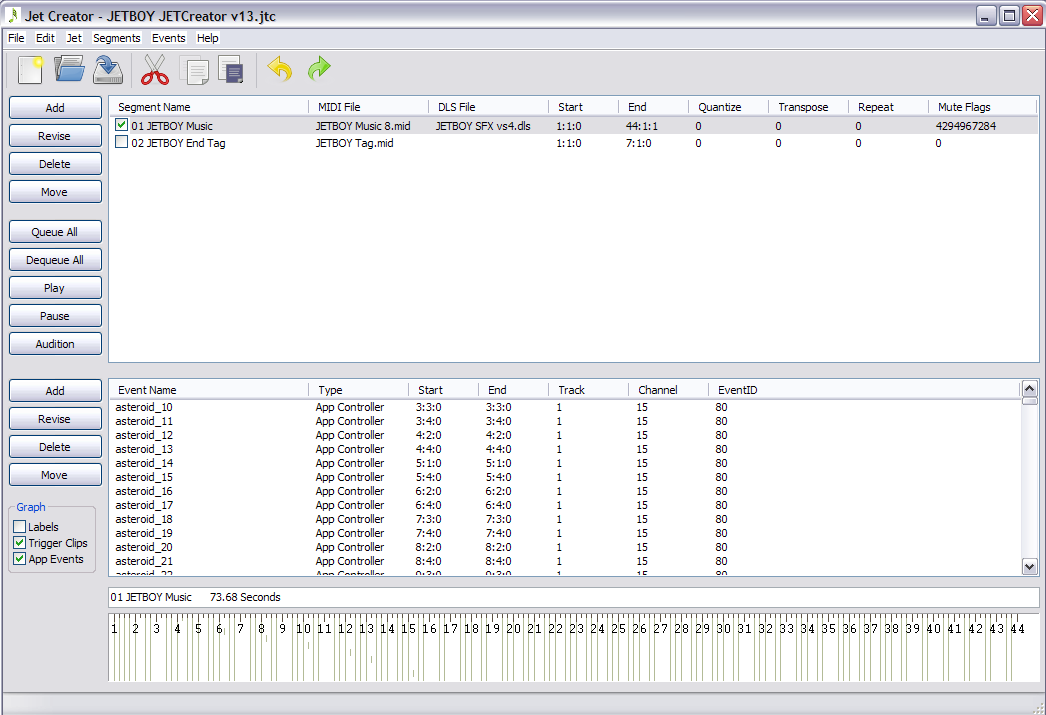 Jet Creator - JETBOY JETCreator v13.jtc
File Edit Jet Segments Events Help
Add
Revise
Delete
Move
Queue All
Dequeue All
Play
Pause
Audition
Segment Name MIDI File DLS File Start End Quantize Transpose Repeat Mute Flags
01 JETBOY Music JETBOY Music 8.mid JETBOY SFX vs4.dls 1:1:0 44:1:1 0 0 0 4294967284
02 JETBOY End Tag JETBOY Tag.mid 1:1:0 7:1:0 0 0 0 0
Add
Revise
Delete
Move
Graph
Labels
Trigger Clips
App Events
Event Name Type Start End Track Channel EventID
asteroid_10 App Controller 3:3:0 3:3:0 1 15 80
asteroid_11 App Controller 3:4:0 3:4:0 1 15 80
asteroid_12 App Controller 4:2:0 4:2:0 1 15 80
asteroid_13 App Controller 4:4:0 4:4:0 1 15 80
asteroid_14 App Controller 5:1:0 5:1:0 1 15 80
asteroid_15 App Controller 5:4:0 5:4:0 1 15 80
asteroid_16 App Controller 6:2:0 6:2:0 1 15 80
asteroid_17 App Controller 6:4:0 6:4:0 1 15 80
asteroid_18 App Controller 7:3:0 7:3:0 1 15 80
asteroid_19 App Controller 7:4:0 7:4:0 1 15 80
asteroid_20 App Controller 8:2:0 8:2:0 1 15 80
asteroid_21 App Controller 8:4:0 8:4:0 1 15 80
asteroid_22 App Controller 9:3:0 9:3:0 1 15 80
01 JETBOY Music 73.68 Seconds
1 2 3 4 5 6 7 8 9 10 11 12 13 14 15 16 17 18 19 20 21 22 23 24 25 26 27 28 29 30 31 32 33 34 35 36 37 38 39 40 41 42 43 44